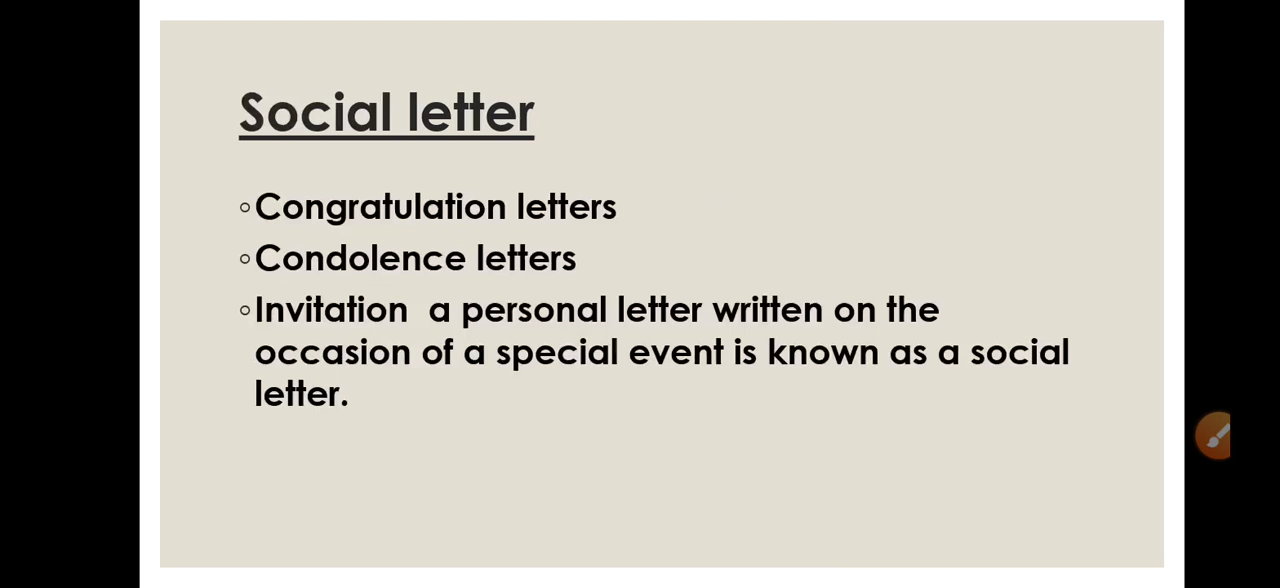 Social letter
◦Congratulation letters
◦Condolence letters
◦Invitation  a personal letter written on the
occasion of a special event is known as a social
letter.